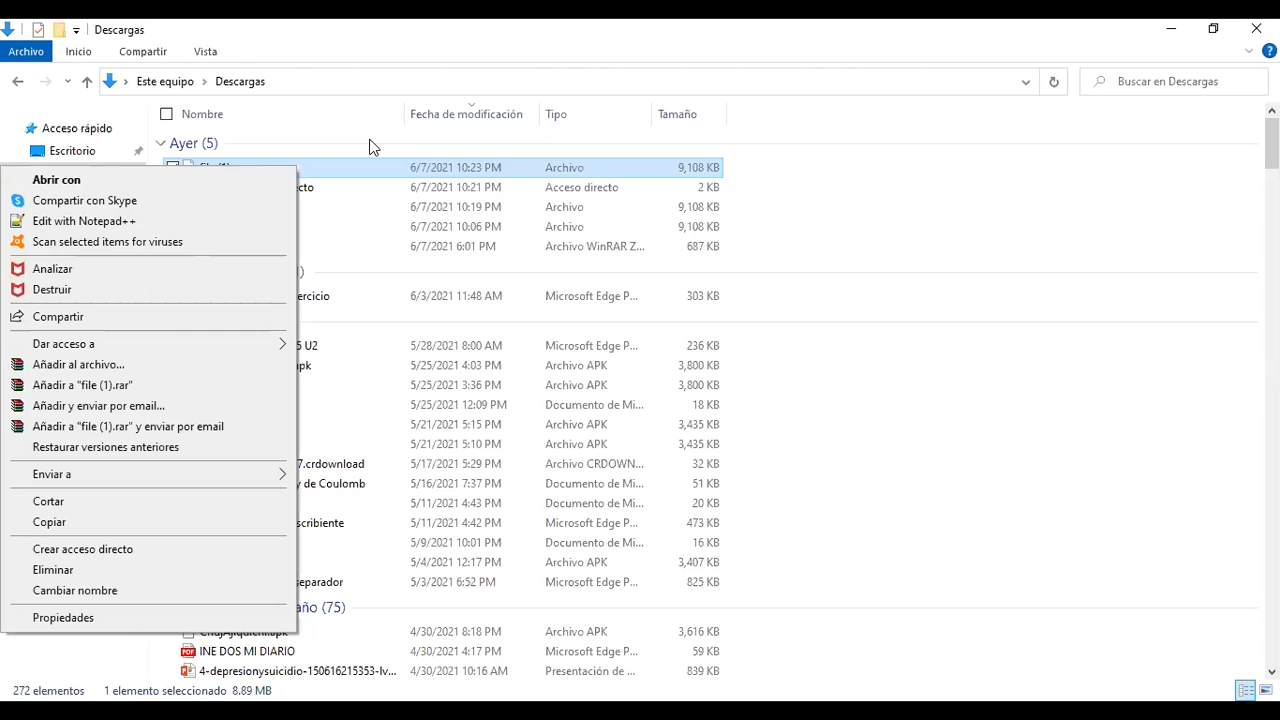 Descargas
Archivo Inicio Compartir Vista
Este equipo Descargas Buscar en Descargas
Nombre Fecha de modificación Tipo Tamaño
Acceso rápido
Escritorio
Ayer (5)
6/7/2021 10:23 PM Archivo 9,108 KB
6/7/2021 10:21 PM Acceso directo 2 KB
6/7/2021 10:19 PM Archivo 9,108 KB
6/7/2021 10:06 PM Archivo 9,108 KB
6/7/2021 6:01 PM Archivo WinRAR Z... 687 KB
6/3/2021 11:48 AM Microsoft Edge P... 303 KB
U2 5/28/2021 8:00 AM Microsoft Edge P... 236 KB
5/25/2021 4:03 PM Archivo APK 3,800 KB
5/25/2021 3:36 PM Archivo APK 3,800 KB
5/25/2021 12:09 PM Documento de Mi... 18 KB
5/21/2021 5:15 PM Archivo APK 3,435 KB
5/21/2021 5:10 PM Archivo APK 3,435 KB
7.crdownload 5/17/2021 5:29 PM Archivo CRDOWN... 32 KB
y de Coulomb 5/16/2021 7:37 PM Documento de Mi... 51 KB
5/11/2021 4:43 PM Documento de Mi... 20 KB
scribiente 5/11/2021 4:42 PM Microsoft Edge P... 473 KB
5/9/2021 10:01 PM Documento de Mi... 16 KB
5/4/2021 12:17 PM Archivo APK 3,407 KB
separador 5/3/2021 6:52 PM Microsoft Edge P... 825 KB
año (75)
4/30/2021 8:18 PM Archivo APK 3,616 KB
INE DOS MI DIARIO 4/30/2021 4:17 PM Microsoft Edge P... 59 KB
4-depresionysuicidio-150616215353-lv... 4/30/2021 10:16 AM Presentación de ... 839 KB
Abrir con
Compartir con Skype
Edit with Notepad++
Scan selected items for viruses
Analizar
Destruir
Compartir
Dar acceso a
Añadir al archivo...
Añadir a "file (1).rar"
Añadir y enviar por email...
Añadir a "file (1).rar" y enviar por email
Restaurar versiones anteriores
Enviar a
Cortar
Copiar
Crear acceso directo
Eliminar
Cambiar nombre
Propiedades
272 elementos 1 elemento seleccionado 8.89 MB